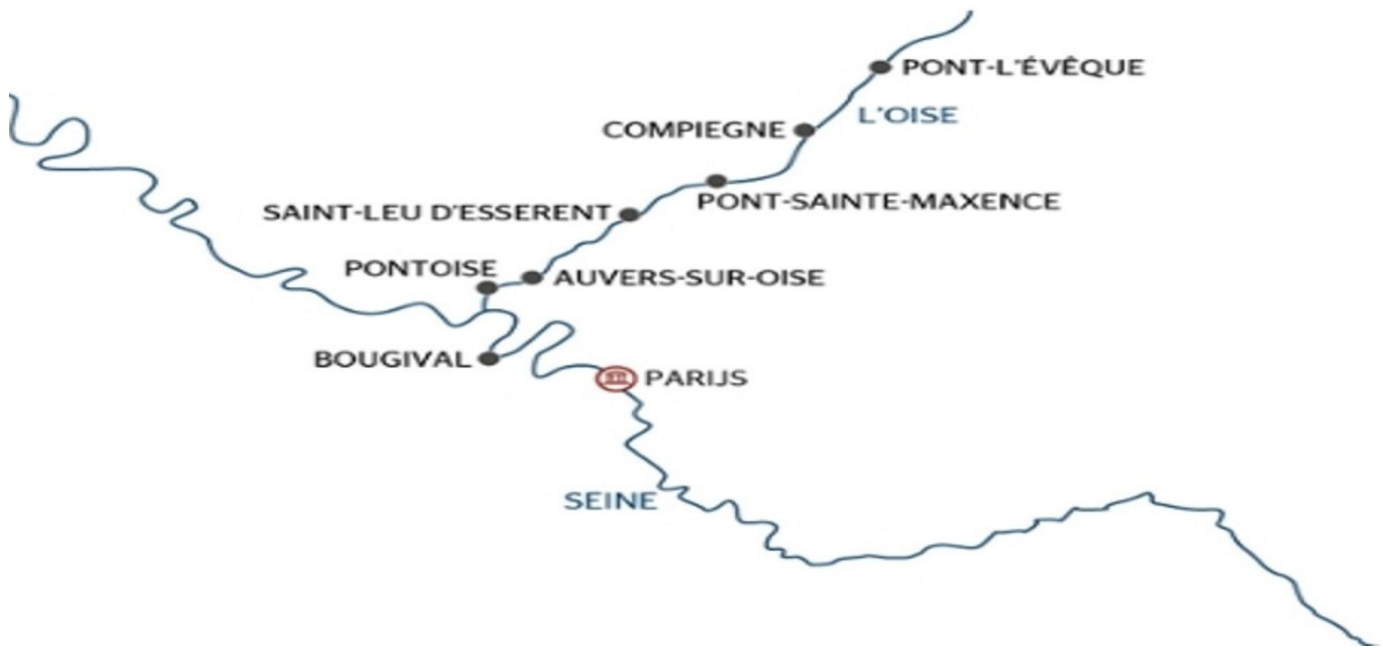 PONT-L'ÉVÊQUE
L'OISE
COMPIEGNE
PONT-SAINTE-MAXENCE
SAINT-LEU D'ESSERENT
PONTOISE
AUVERS-SUR-OISE
BOUGIVAL
PARIJS
SEINE